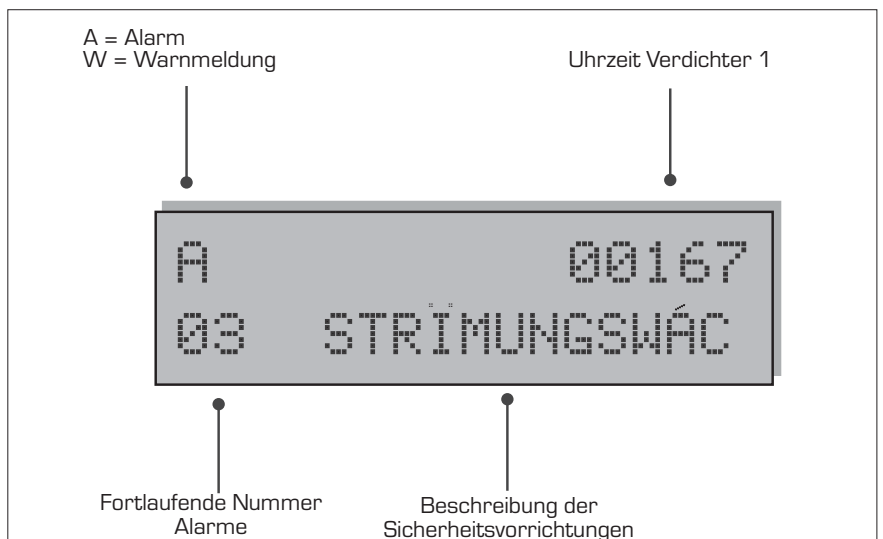 A = Alarm
W = Warnmeldung
Uhrzeit Verdichter 1
A 00167
03 STRÏMUNGSWÁC
Fortlaufende Nummer
Alarme
Beschreibung der
Sicherheitsvorrichtungen